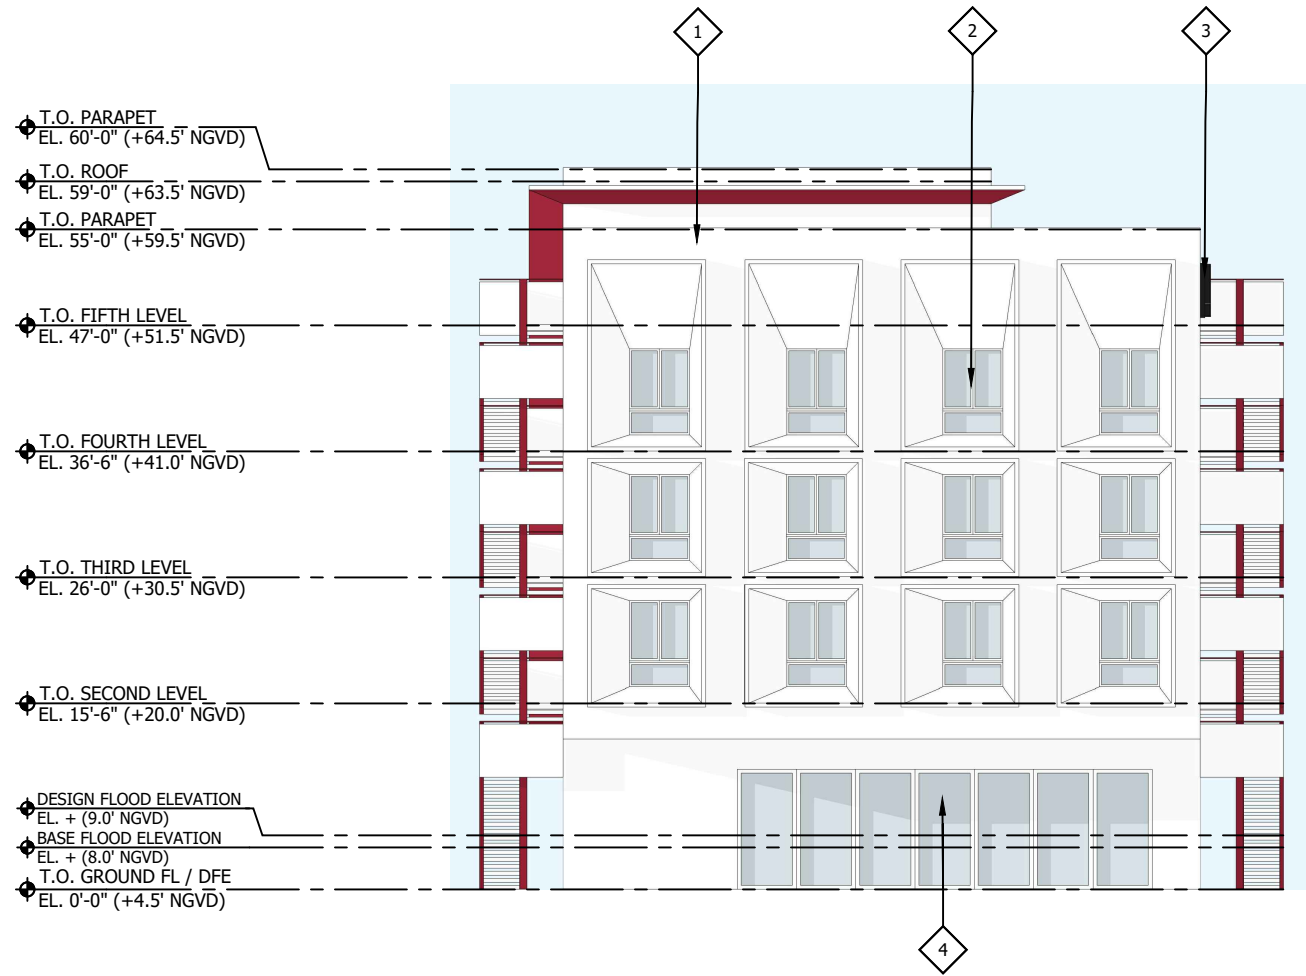 1
2
3
T.O. PARAPET
EL. 60'-0" (+64.5' NGVD)
T.O. ROOF
EL. 59'-0" (+63.5' NGVD)
T.O. PARAPET
EL. 55'-0" (+59.5' NGVD)
T.O. FIFTH LEVEL
EL. 47'-0" (+51.5' NGVD)
T.O. FOURTH LEVEL
EL. 36'-6" (+41.0' NGVD)
T.O. THIRD LEVEL
EL. 26'-0" (+30.5' NGVD)
T.O. SECOND LEVEL
EL. 15'-6" (+20.0' NGVD)
DESIGN FLOOD ELEVATION
EL. + (9.0' NGVD)
BASE FLOOD ELEVATION
EL. + (8.0' NGVD)
T.O. GROUND FL / DFE
EL. 0'-0" (+4.5' NGVD)
4